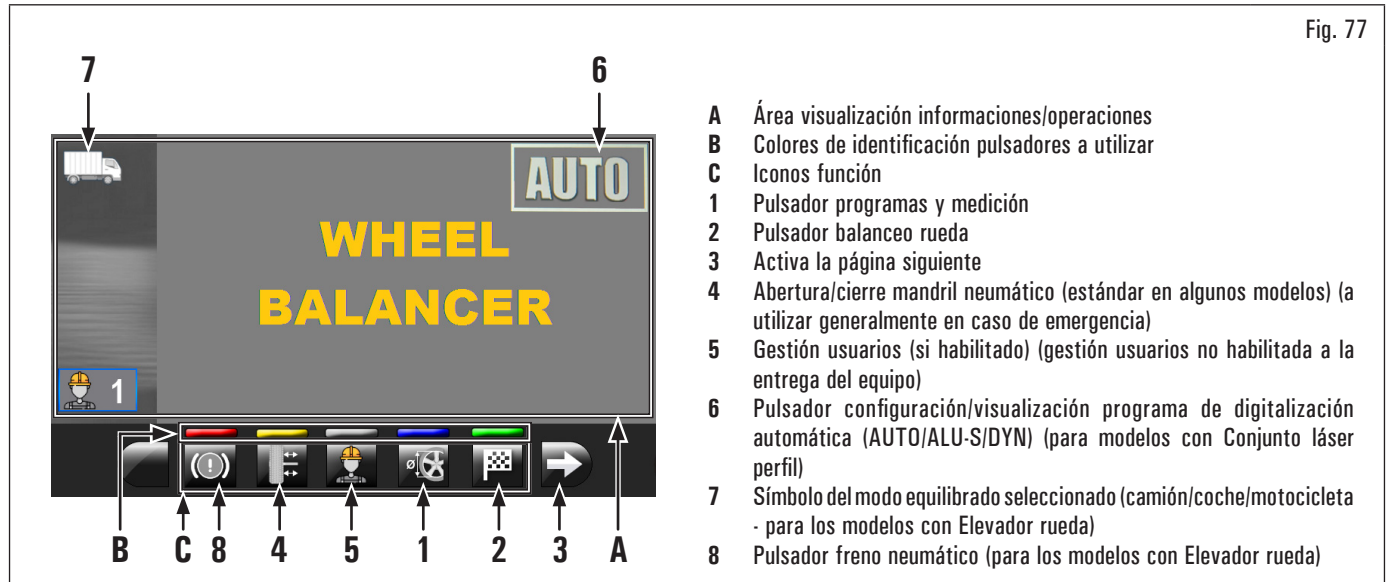 Fig. 77
7
6
AUTO
WHEEL
BALANCER
1
B C 8 4 5 1 2 3 A
A Área visualización informaciones/operaciones
B Colores de identificación pulsadores a utilizar
C Iconos función
1 Pulsador programas y medición
2 Pulsador balanceo rueda
3 Activa la página siguiente
4 Abertura/cierre mandril neumático (estándar en algunos modelos) (a
utilizar generalmente en caso de emergencia)
5 Gestión usuarios (si habilitado) (gestión usuarios no habilitada a la
entrega del equipo)
6 Pulsador configuración/visualización programa de digitalización
automática (AUTO/ALU-S/DYN) (para modelos con Conjunto láser
perfil)
7 Símbolo del modo equilibrado seleccionado (camión/coche/motocicleta
- para los modelos con Elevador rueda)
8 Pulsador freno neumático (para los modelos con Elevador rueda)